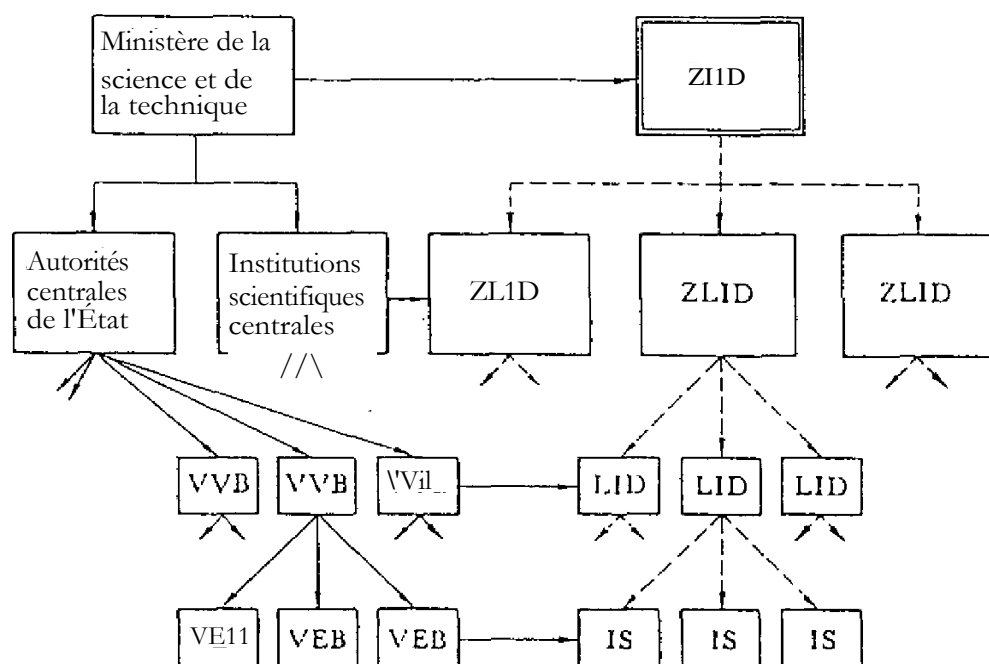 Ministère de la
science et de
la technique
ZI1D
Autorités
centrales
de l'État
Institutions
scientifiques
centrales
ZL1D
ZLID
ZLID
//\
VVB
VVB
\'Vil_
LID
LID
LID
VE11
VEB
VEB
IS
IS
IS